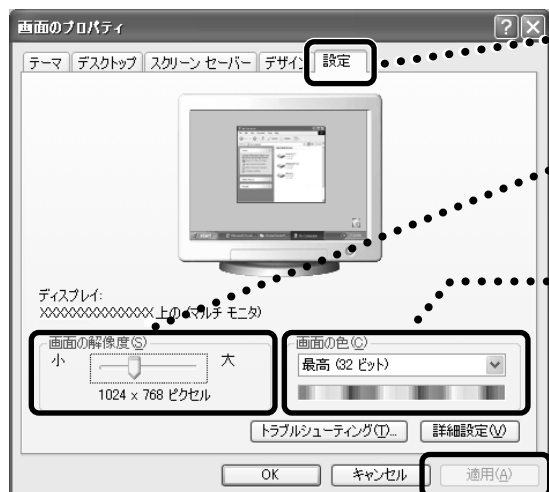 画面のプロパティ
テーマ デスクトップ スクリーン セーバー デザイン 設定
ディスプレイ:
XXXXXXXXXXXXX 上の (マルチ モニタ)
画面の解像度(S)
小 大
1024 x 768 ピクセル
画面の色(C)
最高 (32 ビット)
トラブルシューティング(T)... 詳細設定(V)
OK キャンセル 適用(A)